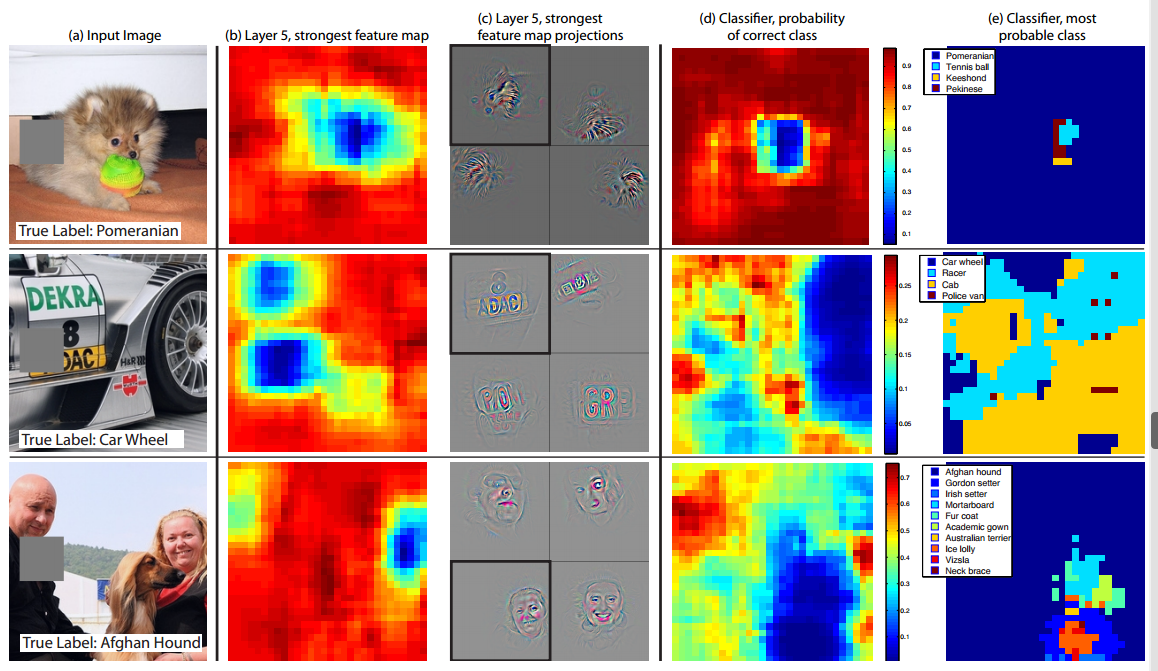 (a) Input Image
(b) Layer 5, strongest feature map
(c) Layer 5, strongest
feature map projections
(d) Classifier, probability
of correct class
(e) Classifier, most
probable class
True Label: Pomeranian
0.9
0.8
0.7
0.6
0.5
0.4
0.3
0.2
0.1
Pomeranian
Tennis ball
Keeshond
Pekinese
DEKRA
8
DAC
H&R
True Label: Car Wheel
ADAC
GRE
0.25
0.2
0.15
0.1
0.05
Car wheel
Racer
Cab
Police van
True Label: Afghan Hound
0.7
0.6
0.5
0.4
0.3
0.2
0.1
Afghan hound
Gordon setter
Irish setter
Mortarboard
Fur coat
Academic gown
Australian terrier
Ice lolly
Vizsla
Neck brace